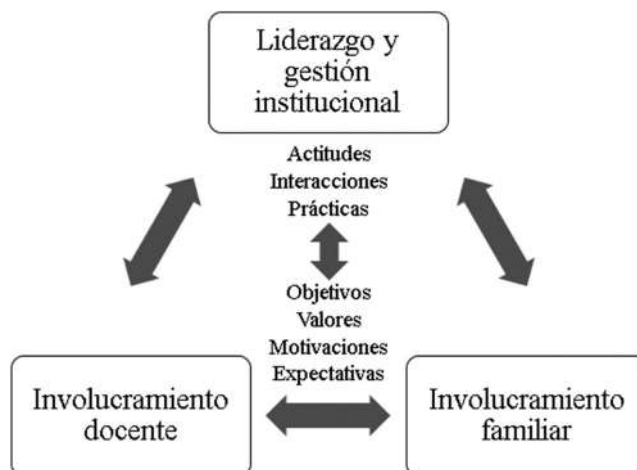 Liderazgo y
gestión
institucional
Actitudes
Interacciones
Prácticas
Objetivos
Valores
Motivaciones
Expectativas
Involucramiento
docente
Involucramiento
familiar